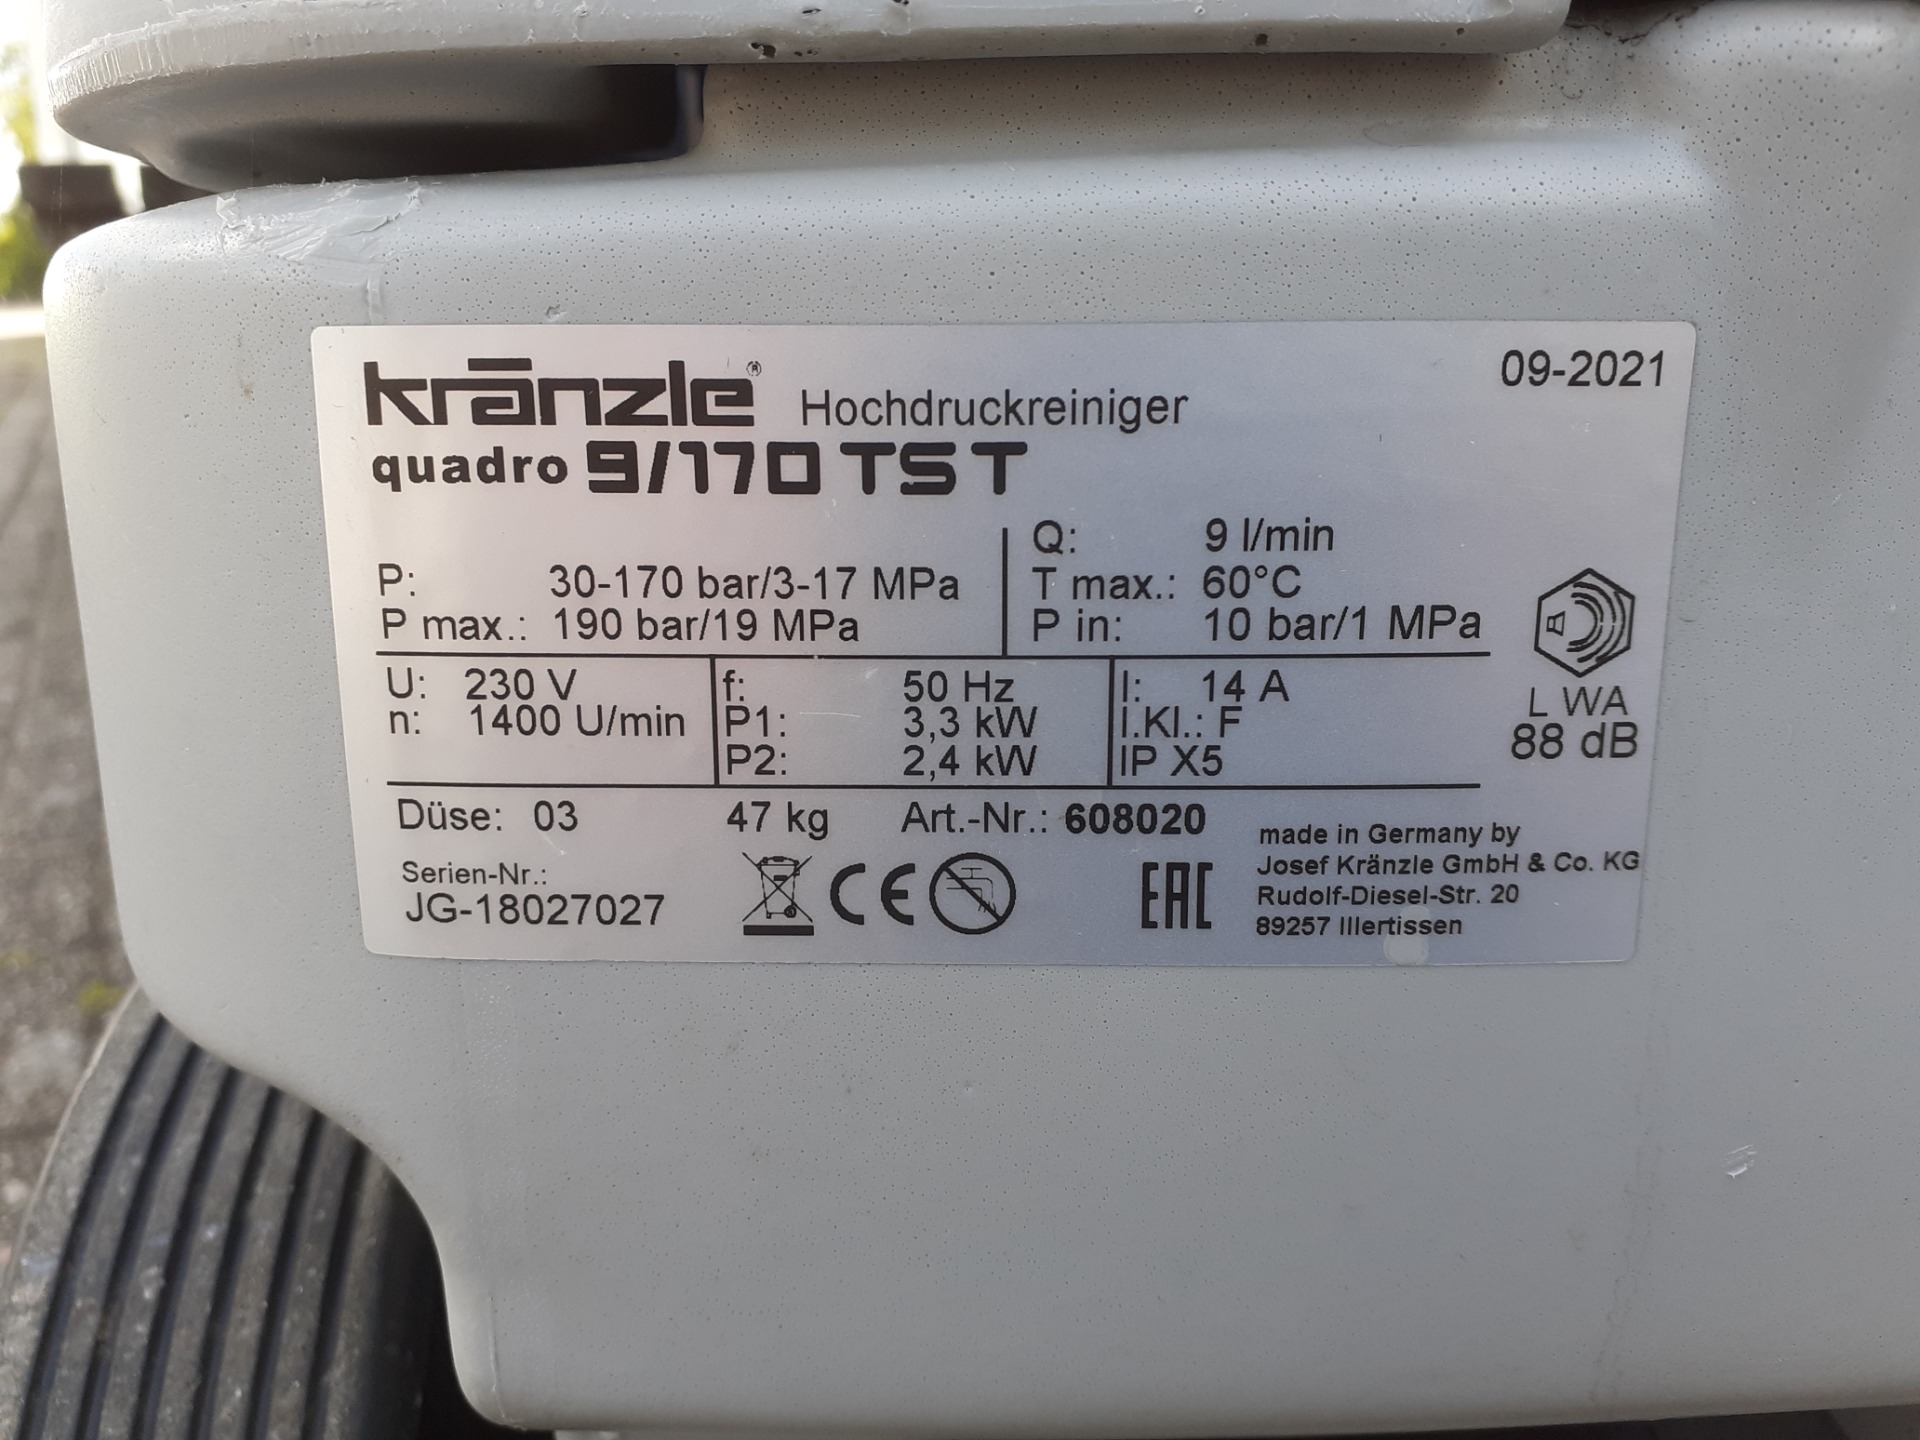 kränzle® Hochdruckreiniger 09-2021
quadro 9/170 TS T
Q: 9 l/min
P: 30-170 bar/3-17 MPa T max.: 60°C
P max.: 190 bar/19 MPa P in: 10 bar/1 MPa
U: 230 V f: 50 Hz I: 14 A L WA
n: 1400 U/min P1: 3,3 kW I.Kl.: F 88 dB
P2: 2,4 kW IP X5
Düse: 03 47 kg Art.-Nr.: 608020
Serien-Nr.:
JG-18027027
CE EAC
made in Germany by
Josef Kränzle GmbH & Co. KG
Rudolf-Diesel-Str. 20
89257 Illertissen